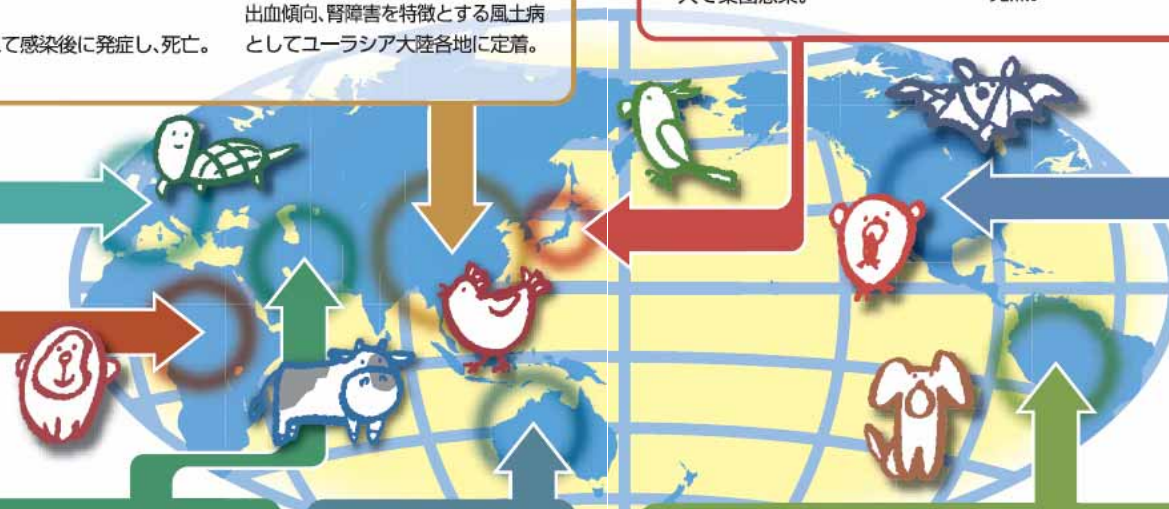 出血傾向、腎障害を特徴とする風土病
て感染後に発症し、死亡。
としてユーラシア大陸各地に定着。